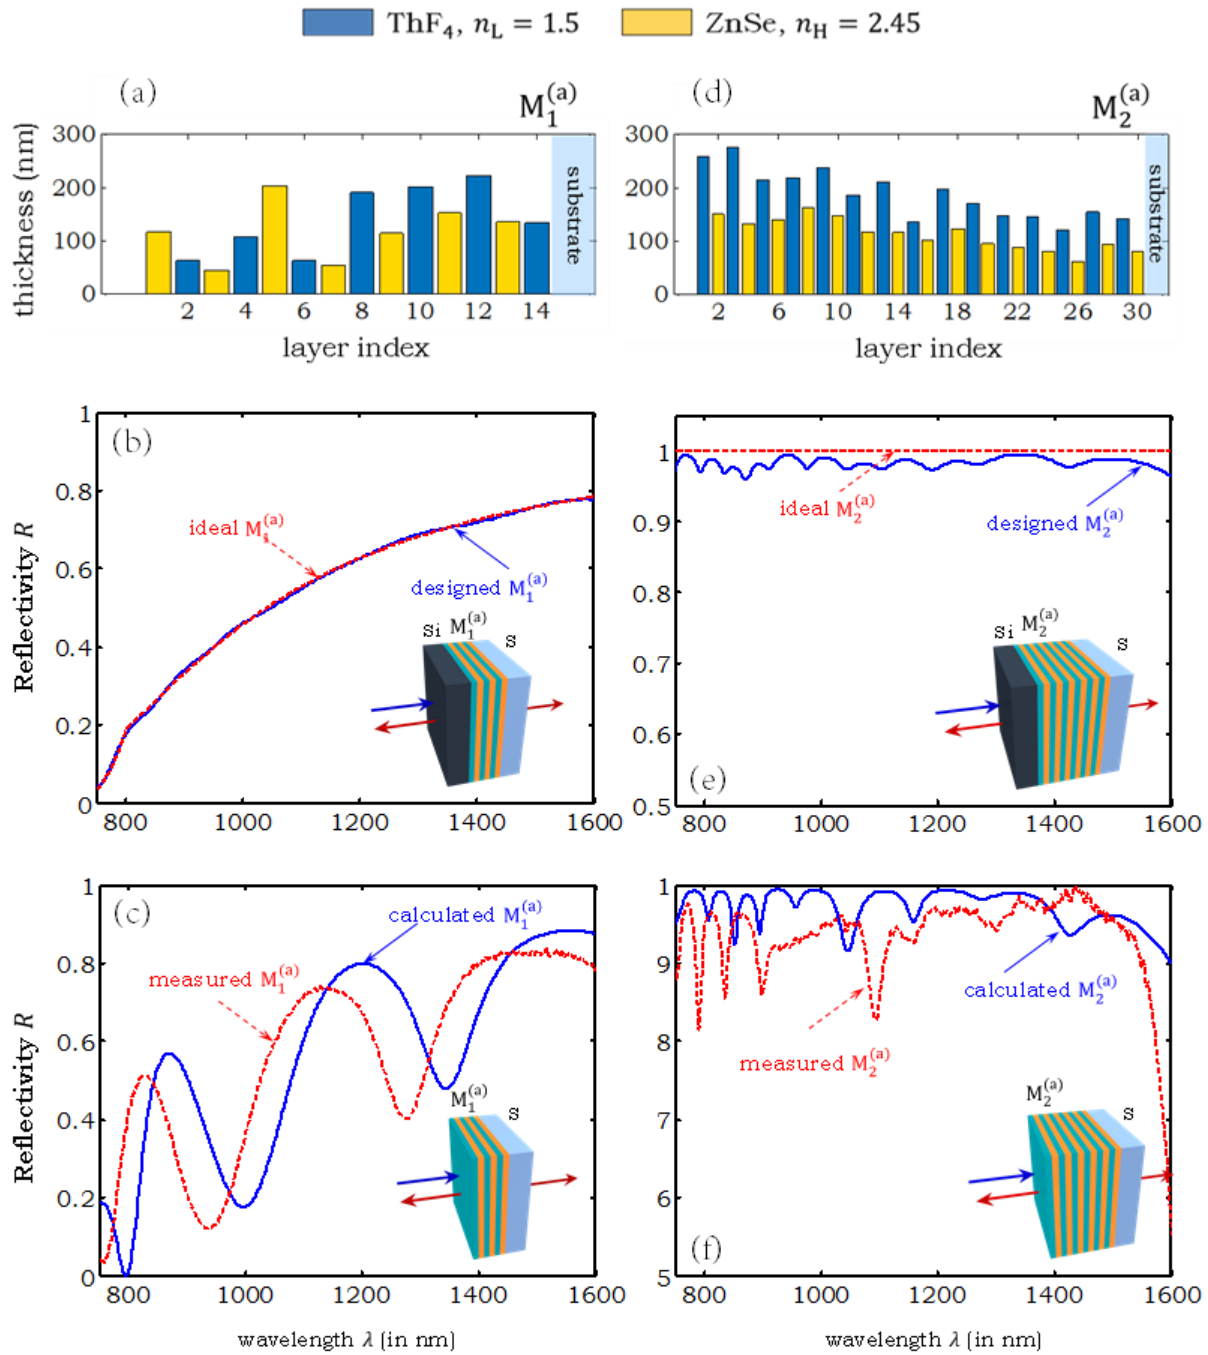 ThF₄, n_L = 1.5 ZnSe, n_H = 2.45
(a) M₁⁽ᵃ⁾
thickness (nm)
300
200
100
0
2 4 6 8 10 12 14
substrate
layer index
(d) M₂⁽ᵃ⁾
300
200
100
0
2 6 10 14 18 22 26 30
substrate
layer index
(b)
Reflectivity R
1
0.8
0.6
0.4
0.2
0
800 1000 1200 1400 1600
ideal M₁⁽ᵃ⁾
designed M₁⁽ᵃ⁾
Si M₁⁽ᵃ⁾ S
(e)
1
0.9
0.8
0.7
0.6
0.5
800 1000 1200 1400 1600
ideal M₂⁽ᵃ⁾
designed M₂⁽ᵃ⁾
Si M₂⁽ᵃ⁾ S
(c)
Reflectivity R
1
0.8
0.6
0.4
0.2
0
800 1000 1200 1400 1600
calculated M₁⁽ᵃ⁾
measured M₁⁽ᵃ⁾
M₁⁽ᵃ⁾ S
wavelength λ (in nm)
(f)
1
9
8
7
6
5
800 1000 1200 1400 1600
calculated M₂⁽ᵃ⁾
measured M₂⁽ᵃ⁾
M₂⁽ᵃ⁾ S
wavelength λ (in nm)